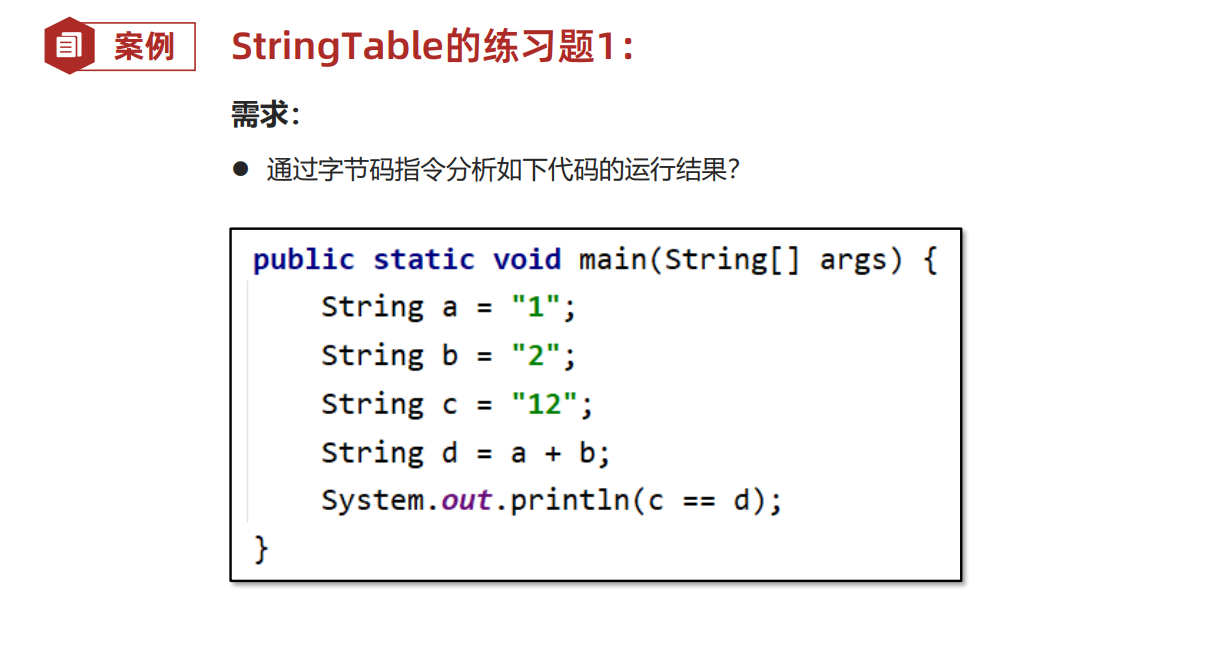 案例
StringTable的练习题1：
需求：
● 通过字节码指令分析如下代码的运行结果？
public static void main(String[] args) {
    String a = "1";
    String b = "2";
    String c = "12";
    String d = a + b;
    System.out.println(c == d);
}